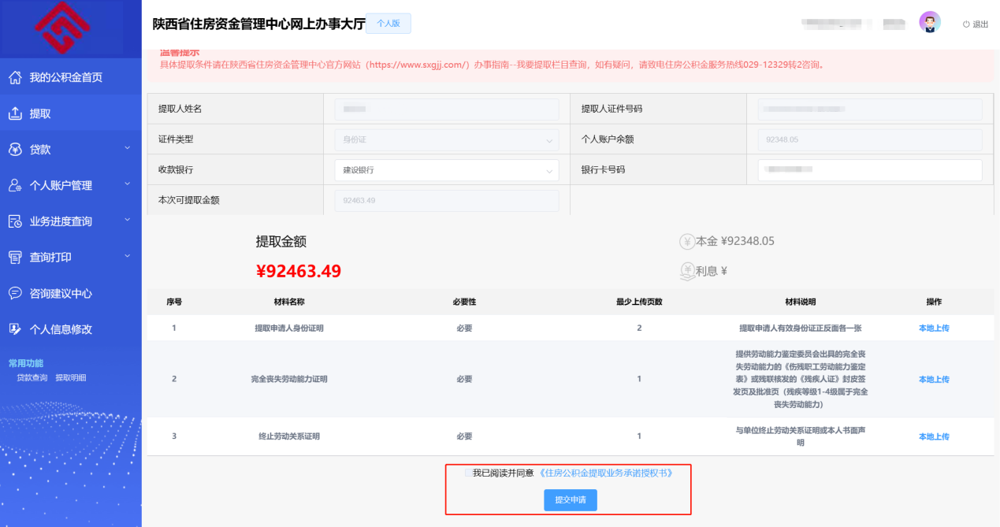 陕西省住房资金管理中心网上办事大厅
个人版
退出
我的公积金首页
提取
贷款
个人账户管理
业务进度查询
查询打印
咨询建议中心
个人信息修改
常用功能
贷款查询 提取明细
温馨提示
具体提取条件请在陕西省住房资金管理中心官方网站（https://www.sxgjj.com/）办事指南--我要提取栏目查询，如有疑问，请致电住房公积金服务热线029-12329转2咨询。
提取人姓名
提取人证件号码
证件类型 身份证 个人账户余额 92348.05
收款银行 建设银行 银行卡号码
本次可提取金额 92463.49
提取金额
¥92463.49
本金 ¥92348.05
利息 ¥
序号 材料名称 必要性 最少上传页数 材料说明 操作
1 提取申请人身份证明 必要 2 提取申请人有效身份证正反面各一张 本地上传
2 完全丧失劳动能力证明 必要 1
提供劳动能力鉴定委员会出具的完全丧
失劳动能力的《伤残职工劳动能力鉴定
表》或残联核发的《残疾人证》封皮签
发页及批准页（残疾等级1-4级属于完全
丧失劳动能力）
本地上传
3 终止劳动关系证明 必要 1
与单位终止劳动关系证明或本人书面声
明
本地上传
我已阅读并同意 《住房公积金提取业务承诺授权书》
提交申请